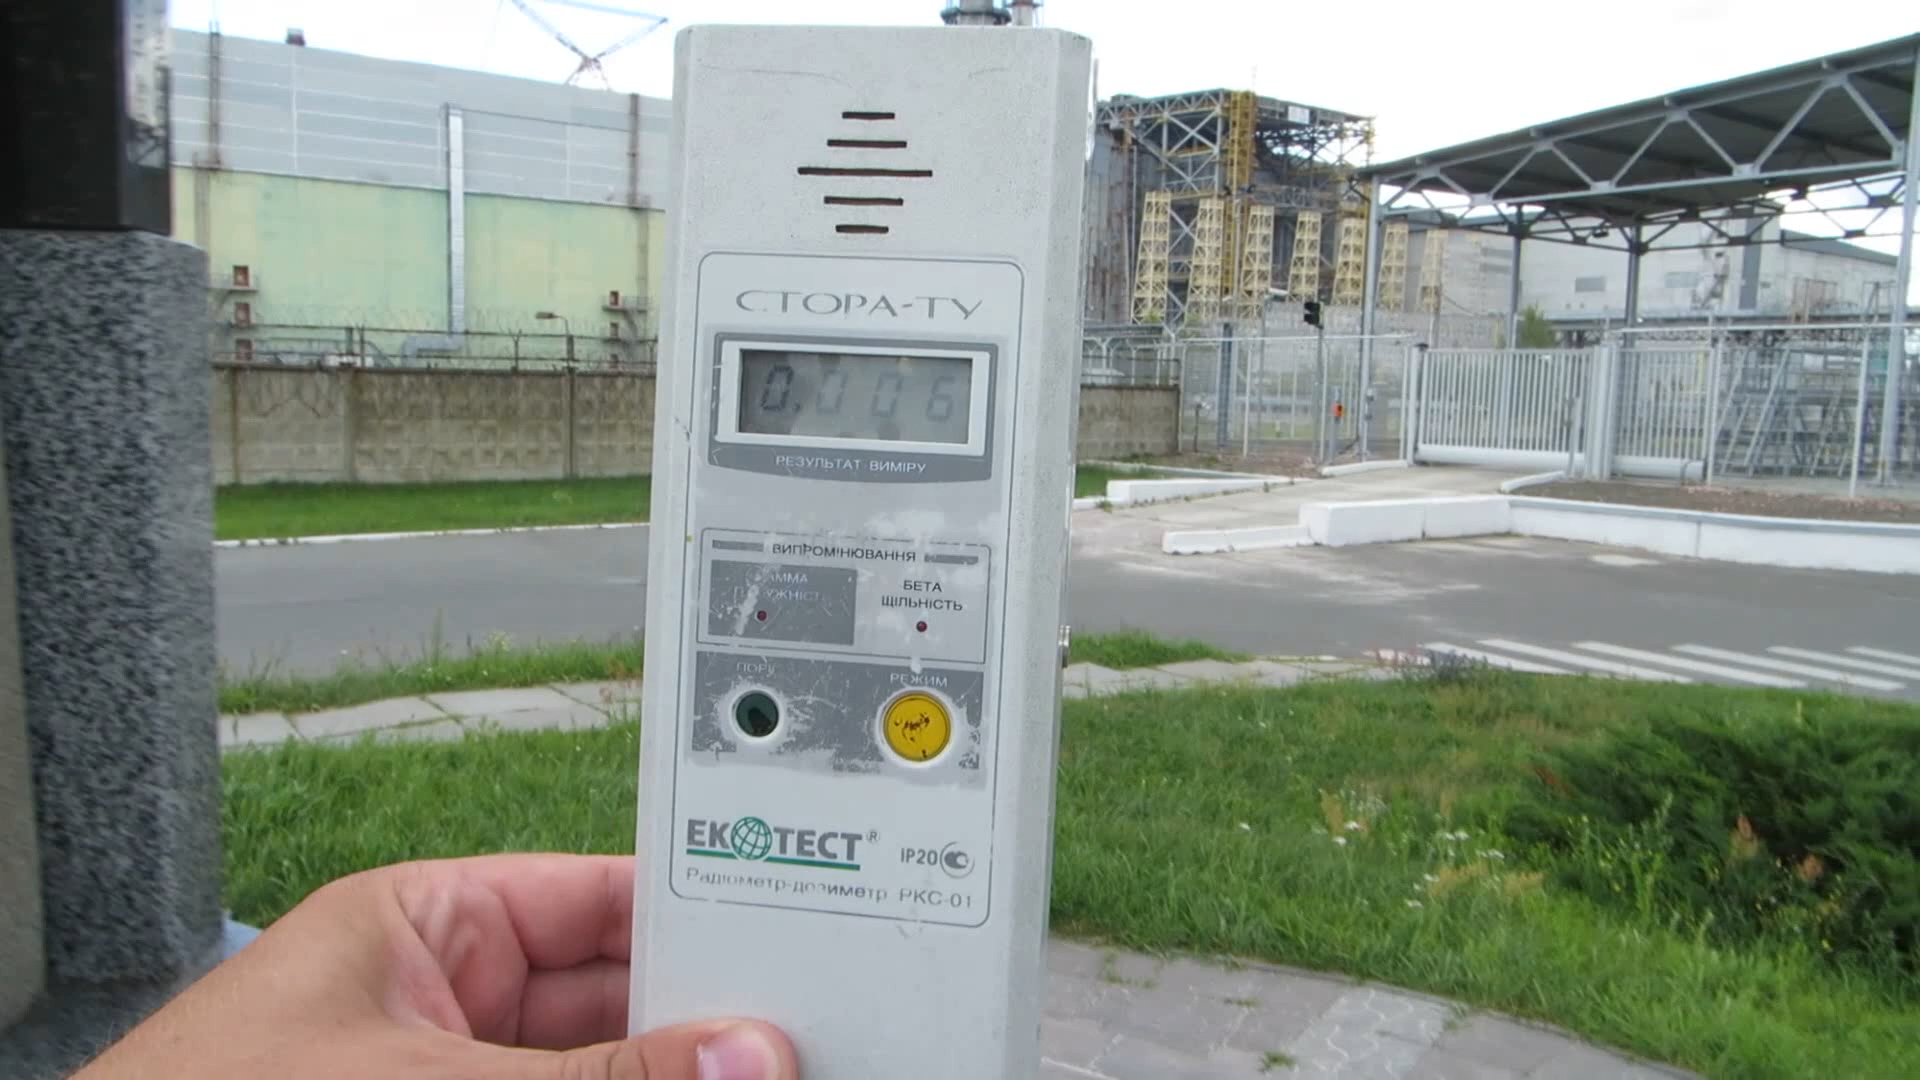 СТОРА-ТУ
0.006
РЕЗУЛЬТАТ ВИМІРУ
ВИПРОМІНЮВАННЯ
БЕТА
ЩІЛЬНІСТЬ
РЕЖИМ
ЕКОТЕСТ®
IP20
Радіометр-дозиметр РКС-01